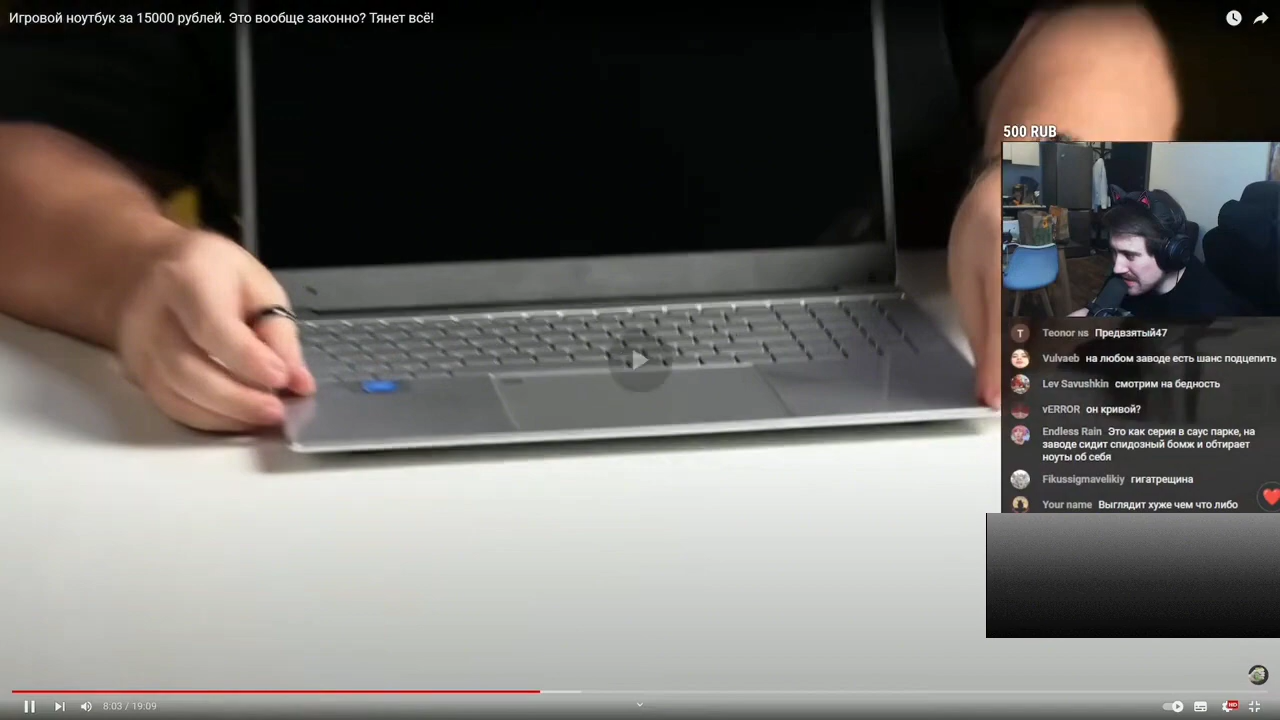 Игровой ноутбук за 15000 рублей. Это вообще законно? Тянет всё!
500 RUB
T Teonor NS Предвзятый47
Vulvaeb на любом заводе есть шанс подцепить
Lev Savushkin смотрим на бедность
vERROR он кривой?
Endless Rain Это как серия в саус парке, на
заводе сидит спидозный бомж и обтирает
ноуты об себя
Fikussigmavelikiy гигатрещина
Your name Выглядит хуже чем что либо
8:03 / 19:09
HD